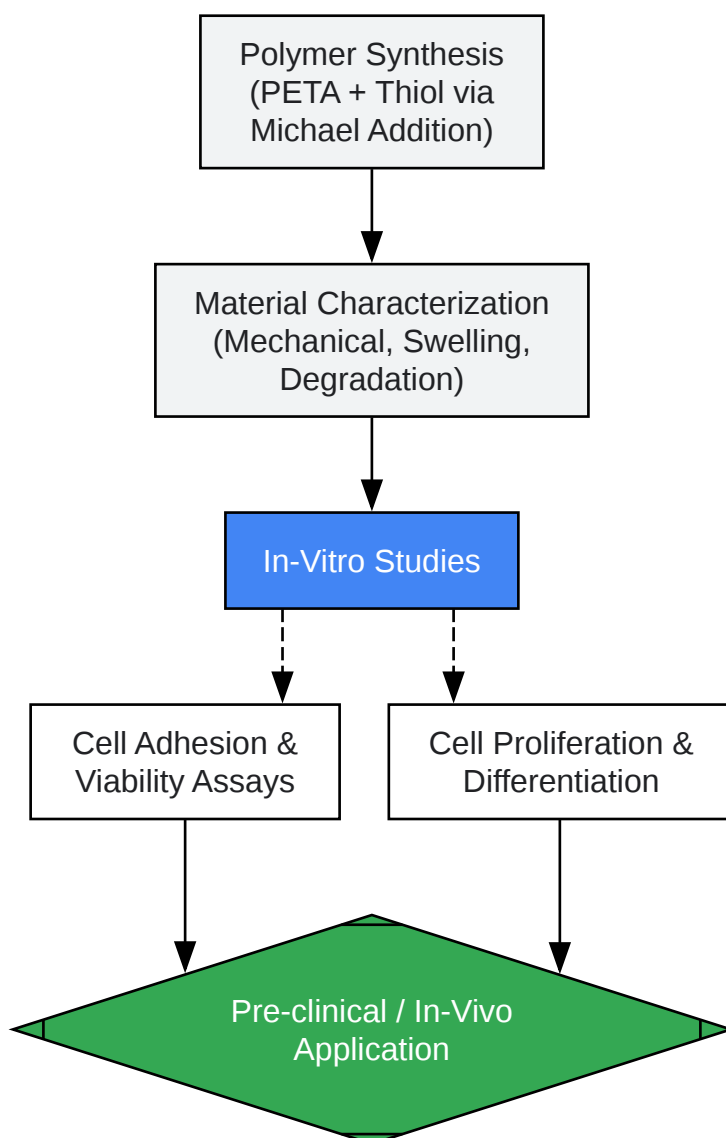 Polymer Synthesis
(PETA + Thiol via
Michael Addition)
Material Characterization
(Mechanical, Swelling,
Degradation)
In-Vitro Studies
Cell Adhesion &
Viability Assays
Cell Proliferation &
Differentiation
Pre-clinical / In-Vivo
Application